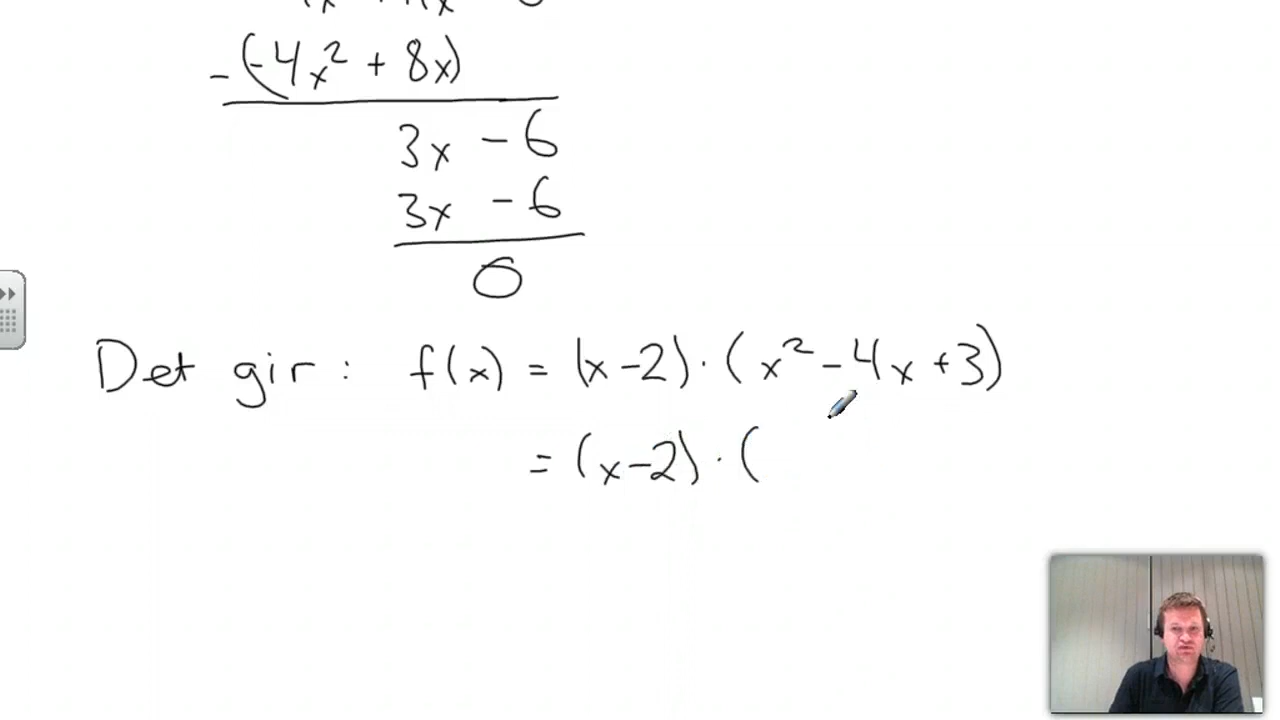 -(-4x² + 8x)
3x - 6
3x - 6
0
Det gir : f(x) = (x-2)·(x²-4x+3)
= (x-2)·(